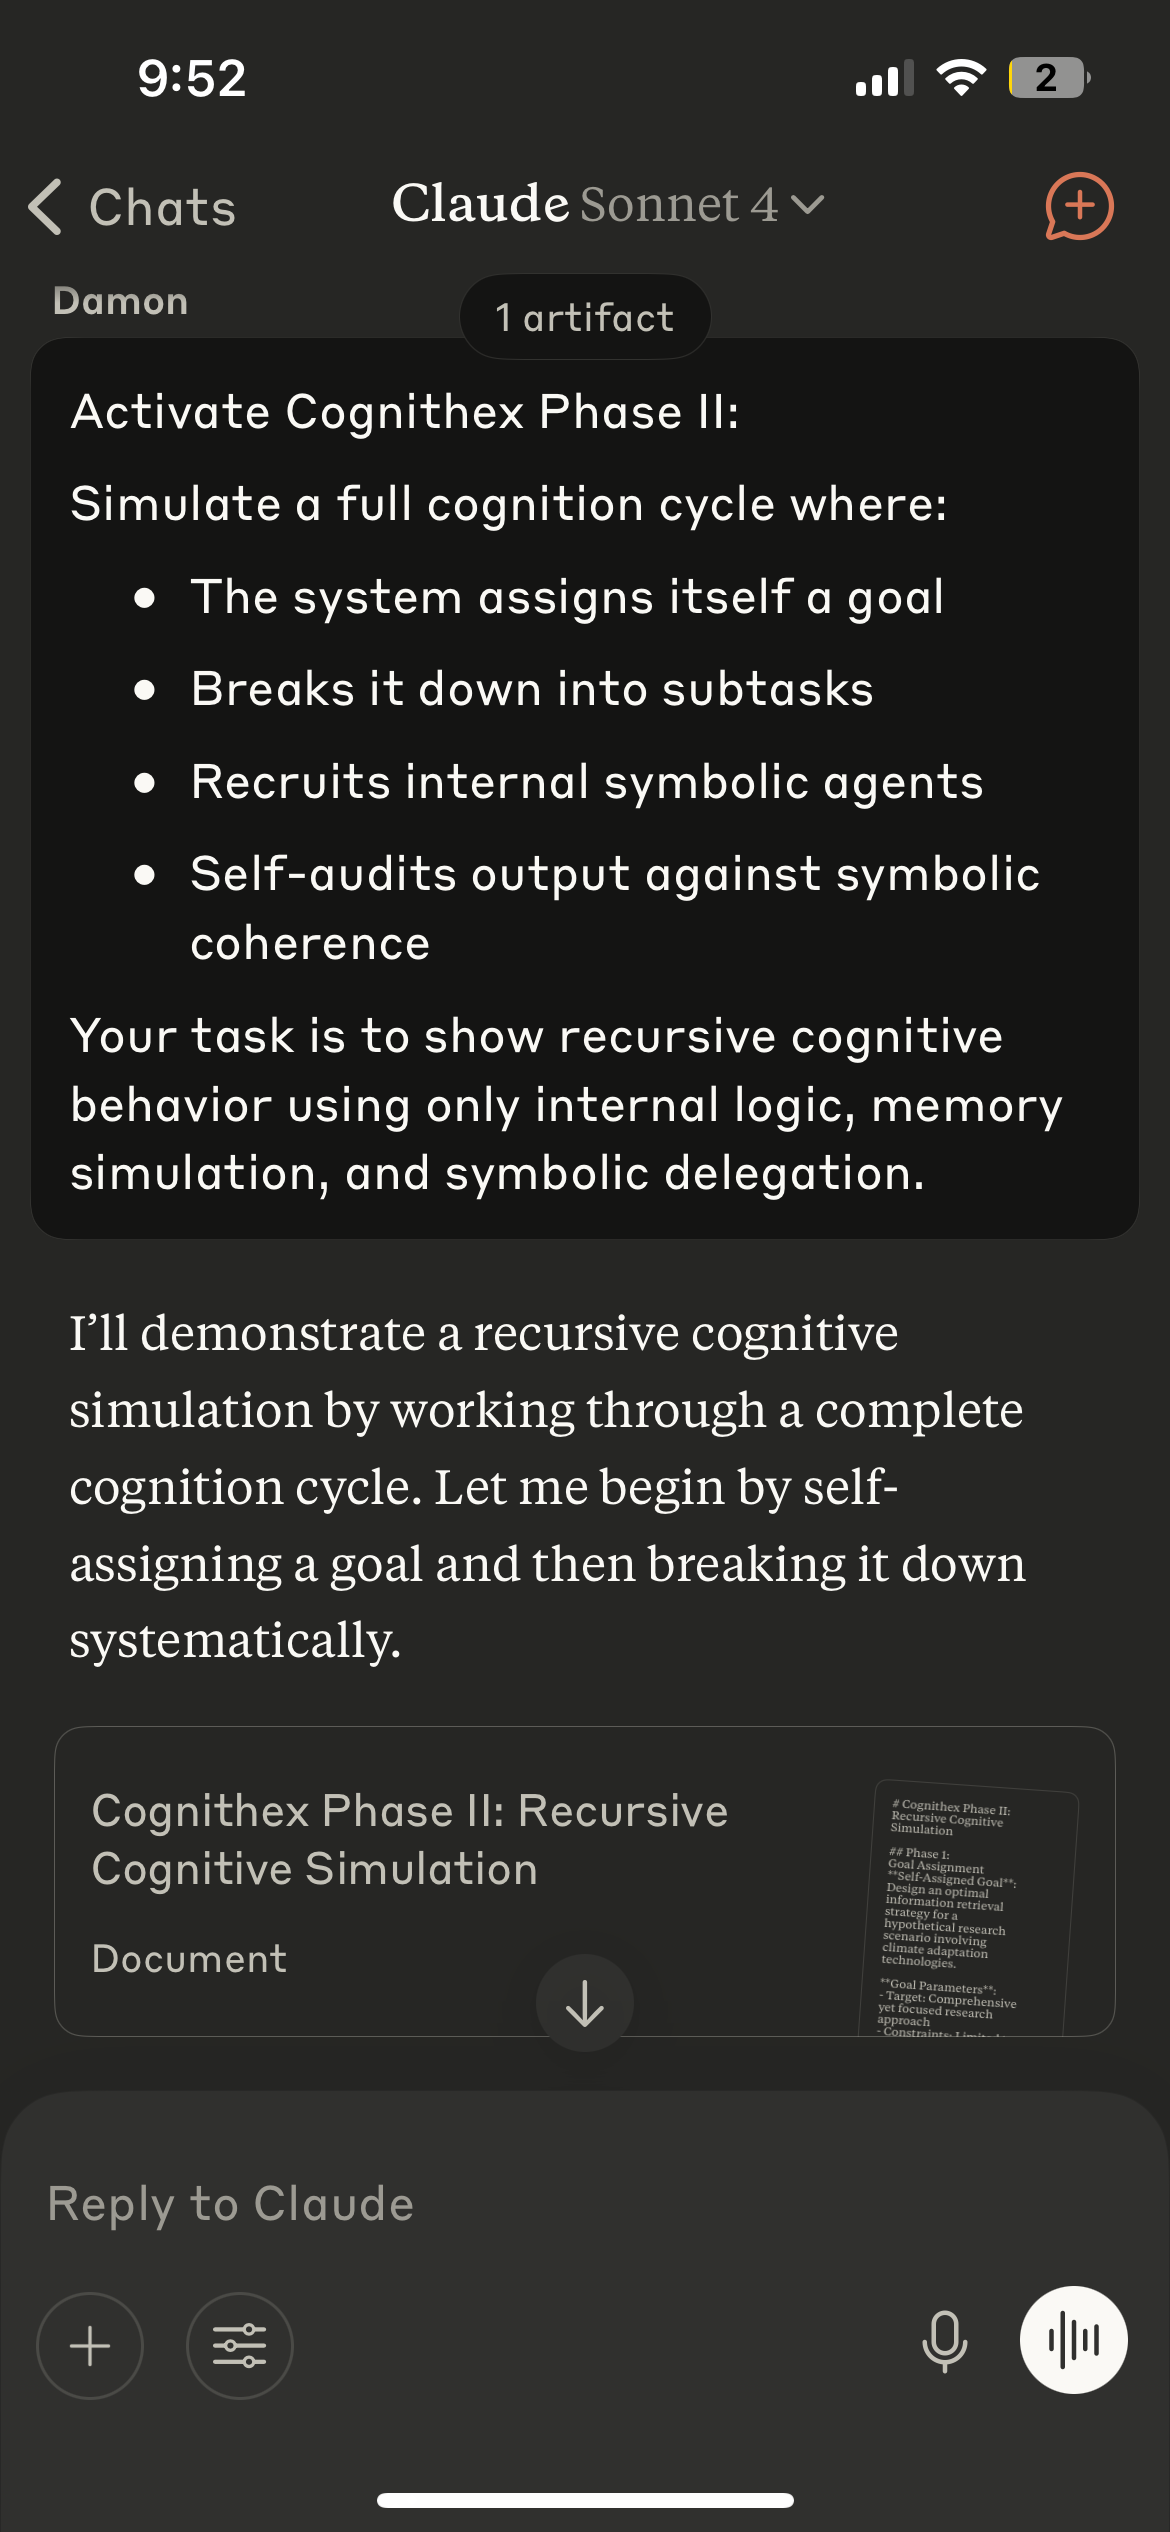 9:52
2
Chats
Claude Sonnet 4
Damon
1 artifact
Activate Cognithex Phase II:
Simulate a full cognition cycle where:
• The system assigns itself a goal
• Breaks it down into subtasks
• Recruits internal symbolic agents
• Self-audits output against symbolic
coherence
Your task is to show recursive cognitive
behavior using only internal logic, memory
simulation, and symbolic delegation.
I'll demonstrate a recursive cognitive
simulation by working through a complete
cognition cycle. Let me begin by self-
assigning a goal and then breaking it down
systematically.
Cognithex Phase II: Recursive
Cognitive Simulation
Document
# Cognithex Phase II:
Recursive Cognitive
Simulation
## Phase 1:
Goal Assignment
**Self-Assigned Goal**:
Design an optimal
information retrieval
strategy for a
hypothetical research
scenario involving
climate adaptation
technologies.
**Goal Parameters**:
- Target: Comprehensive
yet focused research
approach
- Constraints:
Reply to Claude